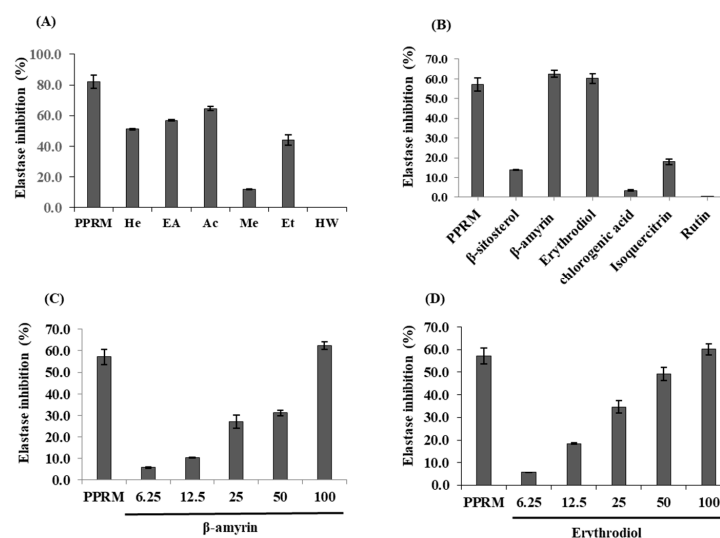 (A)
Elastase inhibition (%)
100.0
80.0
60.0
40.0
20.0
0.0
PPRM He EA Ac Me Et HW
(B)
Elastase inhibition (%)
70.0
60.0
50.0
40.0
30.0
20.0
10.0
0.0
PPRM
β-sitosterol
β-amyrin
Erythrodiol
chlorogenic acid
Isoquercitrin
Rutin
(C)
Elastase inhibition (%)
70.0
60.0
50.0
40.0
30.0
20.0
10.0
0.0
PPRM 6.25 12.5 25 50 100
β-amyrin
(D)
Elastase inhibition (%)
70.0
60.0
50.0
40.0
30.0
20.0
10.0
0.0
PPRM 6.25 12.5 25 50 100
Erythrodiol